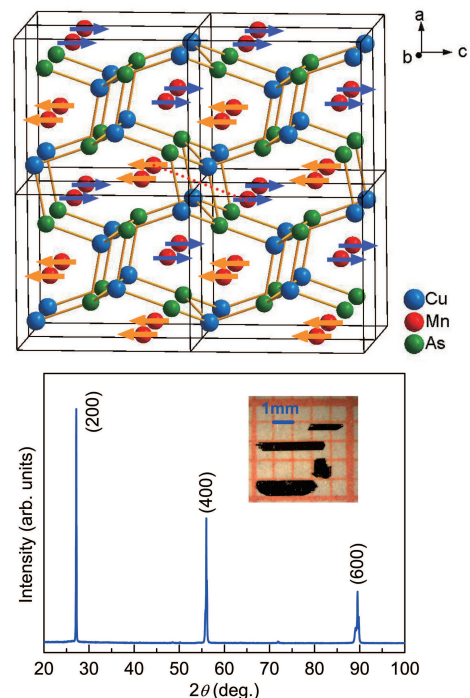 a
b
c
Cu
Mn
As
1mm
(200)
(400)
(600)
Intensity (arb. units)
20 30 40 50 60 70 80 90 100
2θ (deg.)